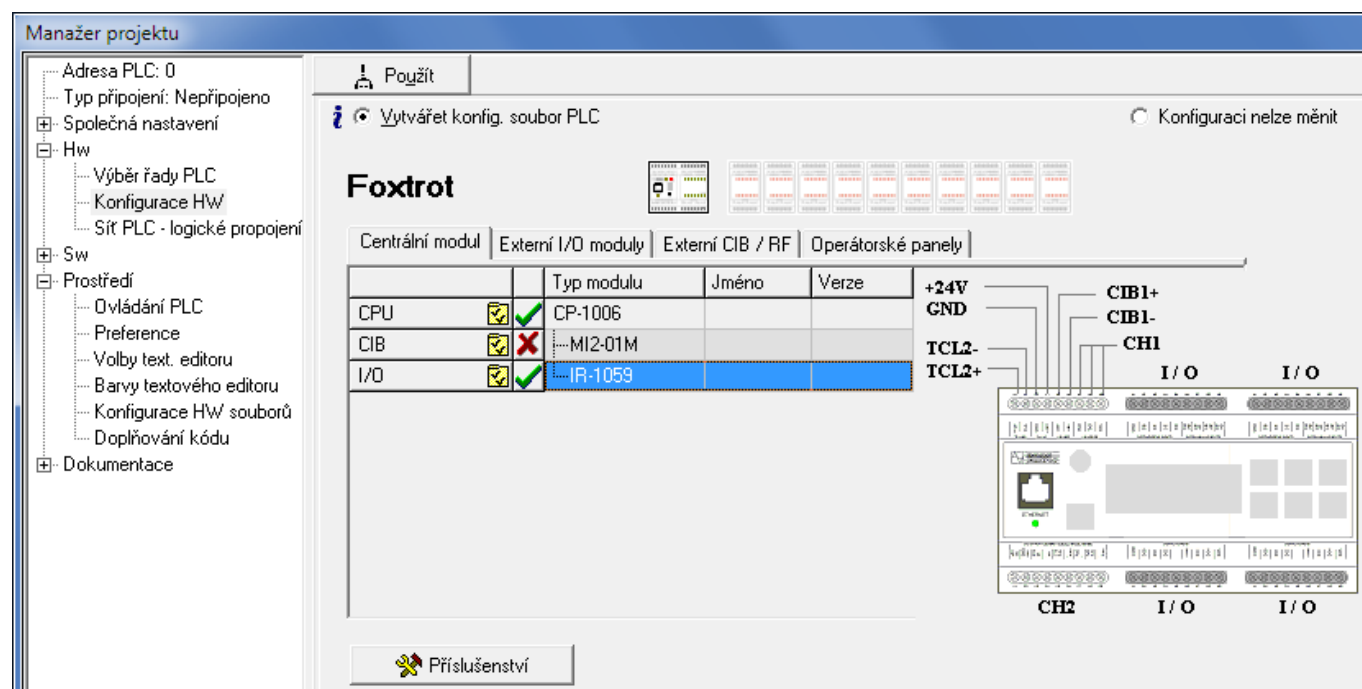 Manažer projektu
Adresa PLC: 0
Typ připojení: Nepřipojeno
Společná nastavení
Hw
Výběr řady PLC
Konfigurace HW
Síť PLC - logické propojení
Sw
Prostředí
Ovládání PLC
Preference
Volby text. editoru
Barvy textového editoru
Konfigurace HW souborů
Doplňování kódu
Dokumentace
Použít
Vytvářet konfig. soubor PLC
Konfiguraci nelze měnit
Foxtrot
Centrální modul Externí I/O moduly Externí CIB / RF Operátorské panely
Typ modulu Jméno Verze
CPU CP-1006
CIB MI2-01M
I/O IR-1059
+24V
GND
TCL2-
TCL2+
CIB1+
CIB1-
CH1
I / O I / O
ETHERNET
CH2 I / O I / O
Příslušenství